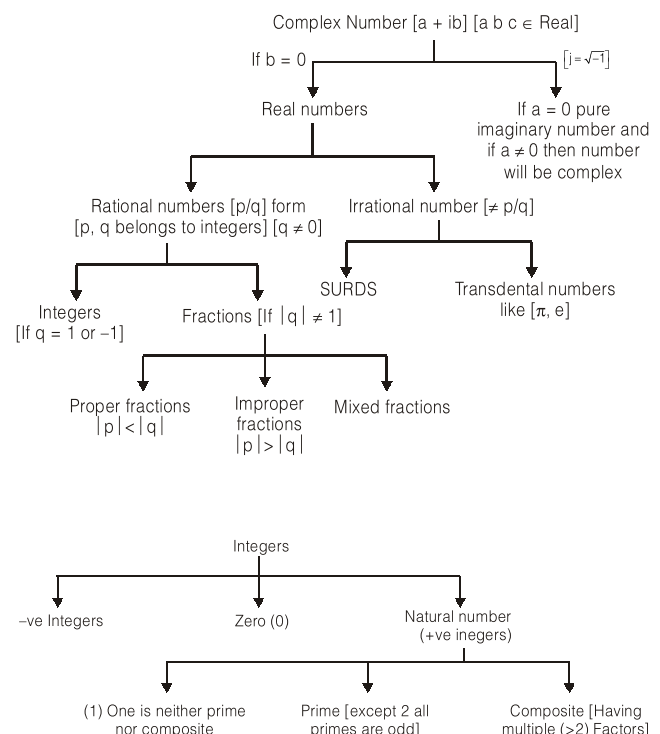 Complex Number [a + ib] [a b c ∈ Real]
If b = 0
[j = √−1]
Real numbers
If a = 0 pure
imaginary number and
if a ≠ 0 then number
will be complex
Rational numbers [p/q] form
[p, q belongs to integers] [q ≠ 0]
Irrational number [≠ p/q]
SURDS
Transdental numbers
like [π, e]
Integers
[If q = 1 or −1]
Fractions [If |q| ≠ 1]
Proper fractions
|p| < |q|
Improper
fractions
|p| > |q|
Mixed fractions
Integers
−ve Integers
Zero (0)
Natural number
(+ve inegers)
(1) One is neither prime
nor composite
Prime [except 2 all
primes are odd]
Composite [Having
multiple (>2) Factors]